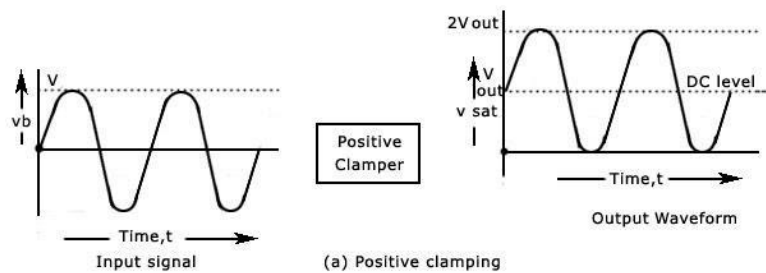 V
vb
Time,t
Input signal
Positive
Clamper
(a) Positive clamping
2V out
V
out
v sat
DC level
Time,t
Output Waveform